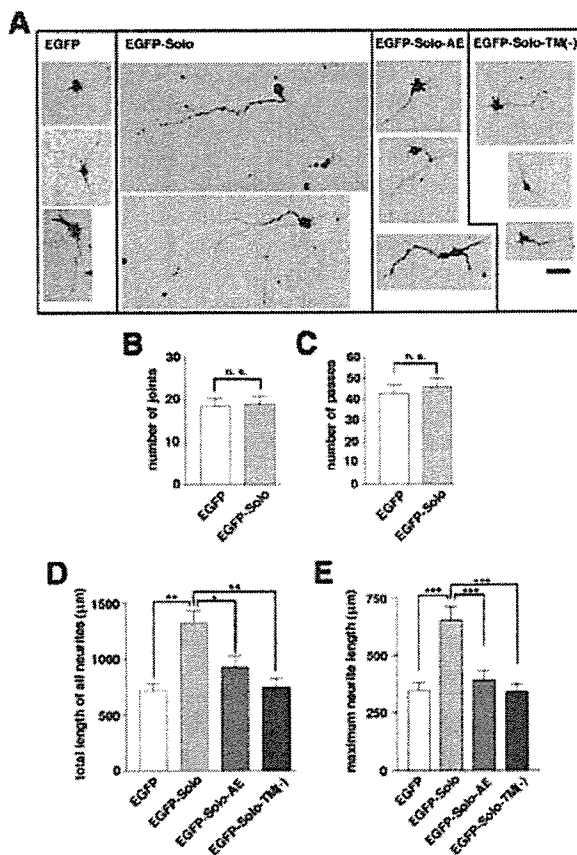 A
EGFP
EGFP-Solo
EGFP-Solo-AE
EGFP-Solo-TM(-)
B
number of joints
30
20
10
0
n. s.
EGFP
EGFP-Solo
C
number of passes
60
50
40
30
20
10
0
n. s.
EGFP
EGFP-Solo
D
total length of all neurites (μm)
1500
1000
500
0
**
*
**
EGFP
EGFP-Solo
EGFP-Solo-AE
EGFP-Solo-TM(-)
E
maximum neurite length (μm)
750
500
250
0
***
***
***
EGFP
EGFP-Solo
EGFP-Solo-AE
EGFP-Solo-TM(-)